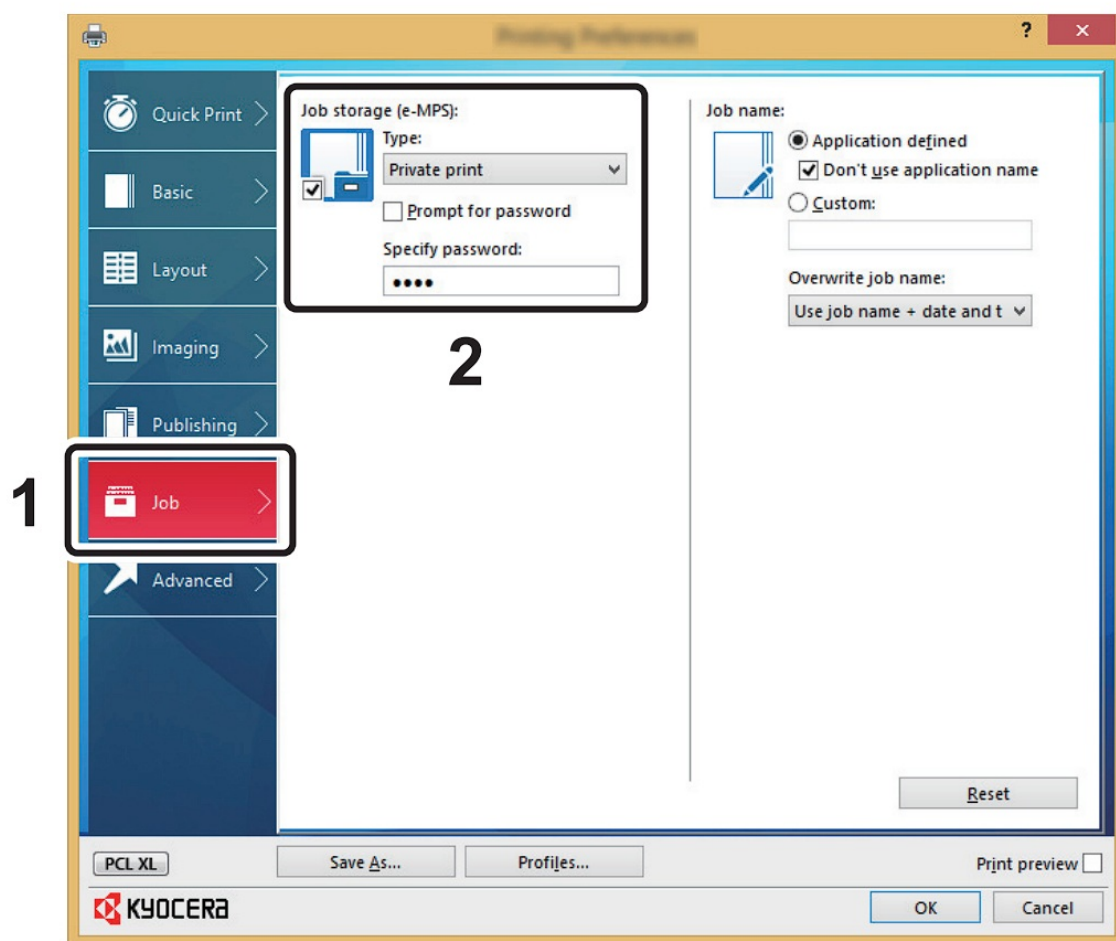 Printing Preferences
?
×
Quick Print
Basic
Layout
Imaging
Publishing
1
Job
Advanced
Job storage (e-MPS):
Type:
Private print
Prompt for password
Specify password:
••••
2
Job name:
Application defined
Don't use application name
Custom:
Overwrite job name:
Use job name + date and t
Reset
PCL XL
Save As...
Profiles...
Print preview
KYOCERA
OK
Cancel